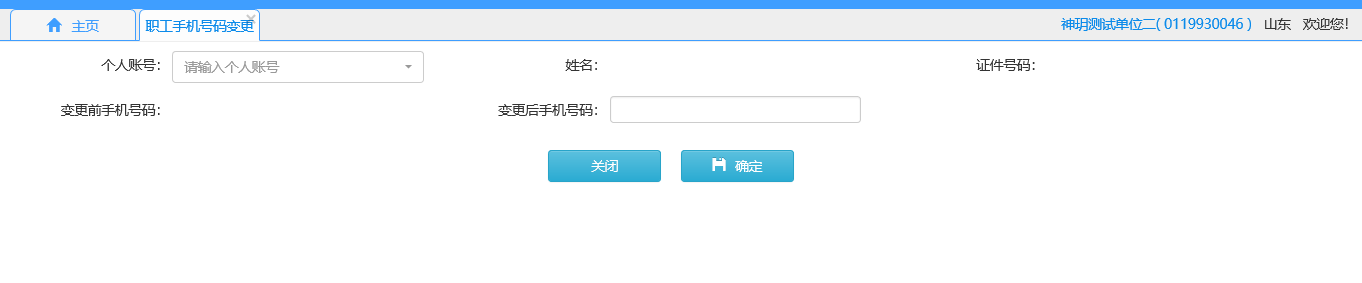 主页 职工手机号码变更 神玥测试单位二( 0119930046 ) 山东 欢迎您!
个人账号: 请输入个人账号 姓名: 证件号码:
变更前手机号码: 变更后手机号码:
关闭 确定